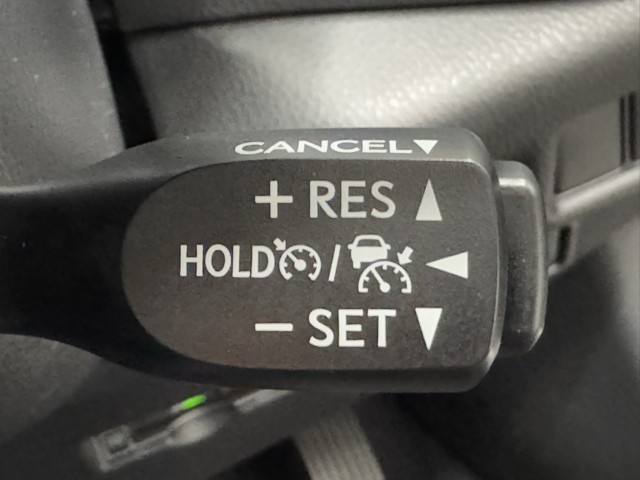 CANCEL▼
+ RES ▲
HOLD / ◀
− SET ▼